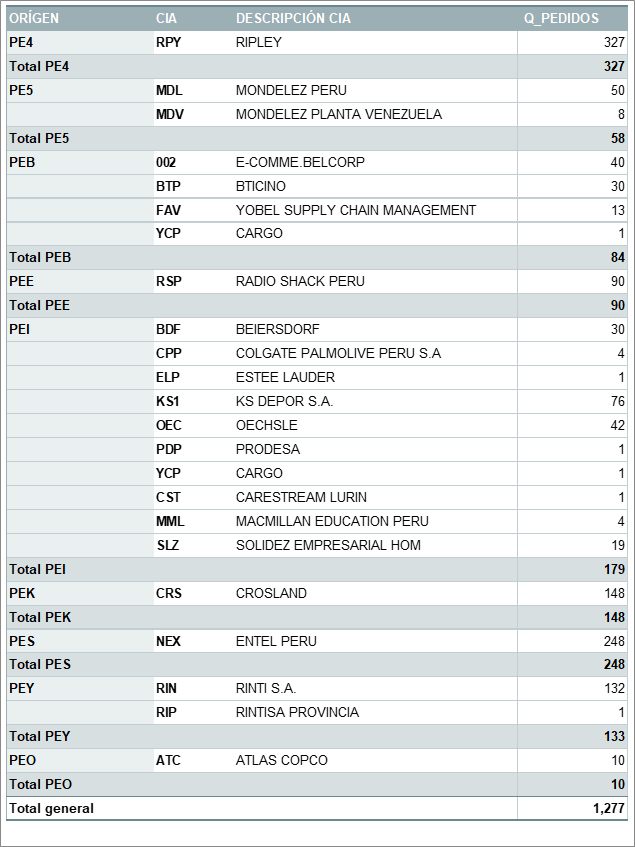 ORÍGEN CIA DESCRIPCIÓN CIA Q_PEDIDOS
PE4 RPY RIPLEY 327
Total PE4 327
PE5 MDL MONDELEZ PERU 50
MDV MONDELEZ PLANTA VENEZUELA 8
Total PE5 58
PEB 002 E-COMME.BELCORP 40
BTP BTICINO 30
FAV YOBEL SUPPLY CHAIN MANAGEMENT 13
YCP CARGO 1
Total PEB 84
PEE RSP RADIO SHACK PERU 90
Total PEE 90
PEI BDF BEIERSDORF 30
CPP COLGATE PALMOLIVE PERU S.A 4
ELP ESTEE LAUDER 1
KS1 KS DEPOR S.A. 76
OEC OECHSLE 42
PDP PRODESA 1
YCP CARGO 1
CST CARESTREAM LURIN 1
MML MACMILLAN EDUCATION PERU 4
SLZ SOLIDEZ EMPRESARIAL HOM 19
Total PEI 179
PEK CRS CROSLAND 148
Total PEK 148
PES NEX ENTEL PERU 248
Total PES 248
PEY RIN RINTI S.A. 132
RIP RINTISA PROVINCIA 1
Total PEY 133
PEO ATC ATLAS COPCO 10
Total PEO 10
Total general 1,277